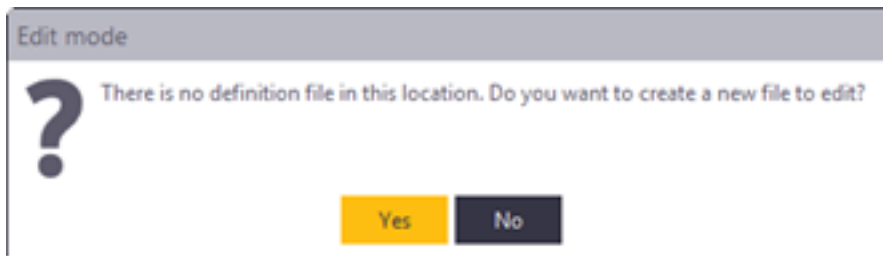 Edit mode
There is no definition file in this location. Do you want to create a new file to edit?
Yes
No